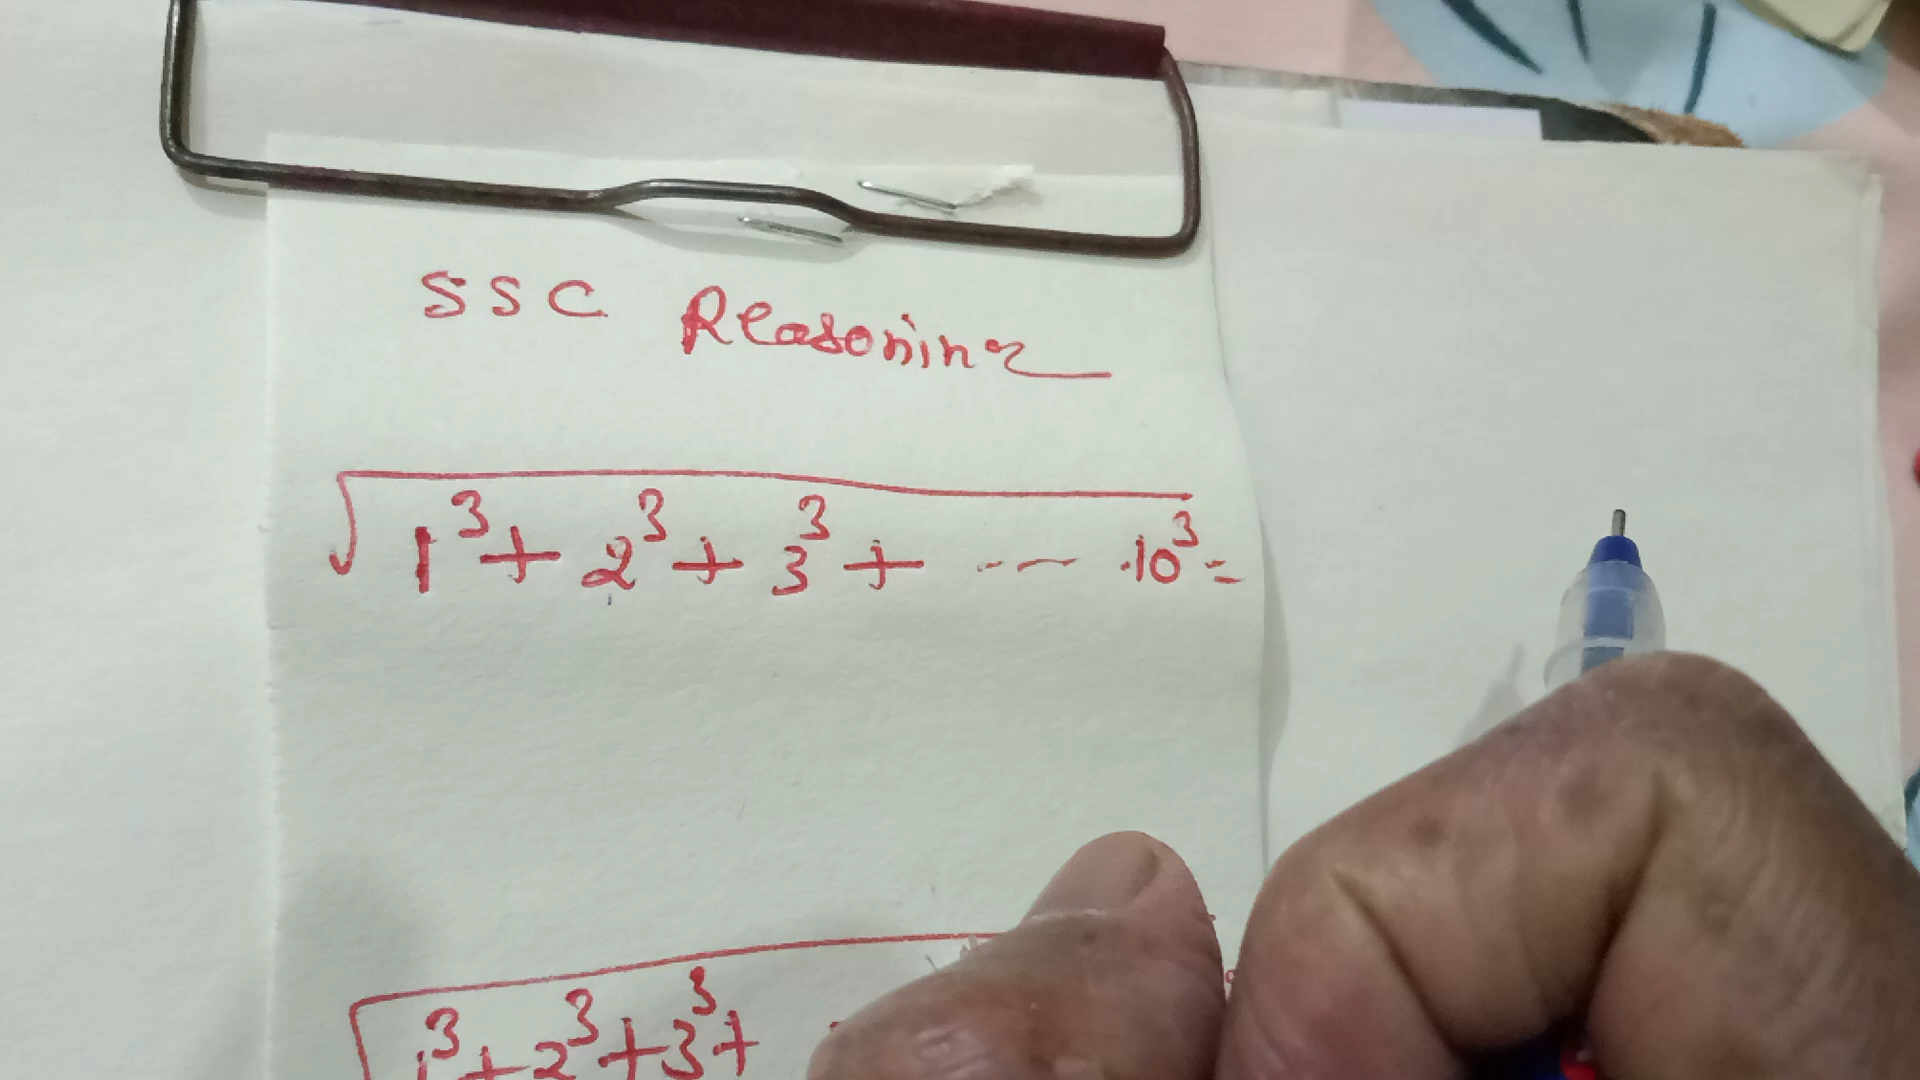 SSC Reasoning
√1³+ 2³+ 3³+ ----- 10³=
√1³+2³+3³+